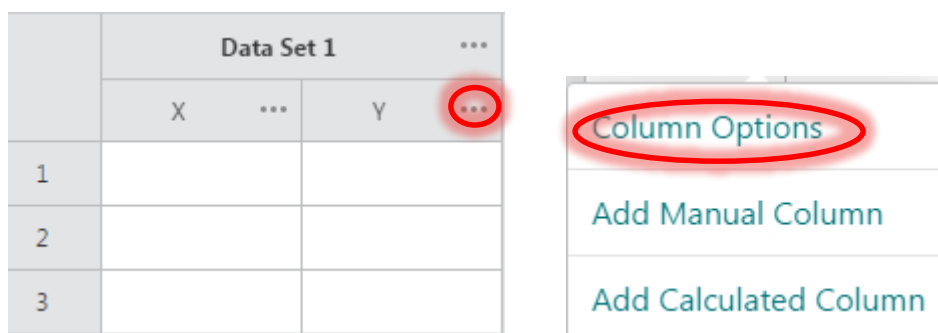 Data Set 1 ...
X ... Y ...
1
2
3
Column Options
Add Manual Column
Add Calculated Column